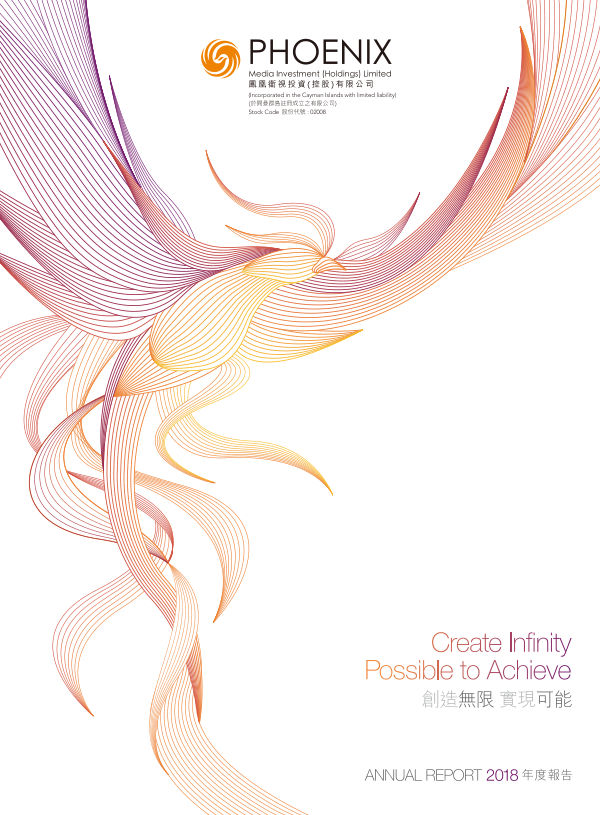 PHOENIX
Media Investment (Holdings) Limited
鳳凰衛視投資(控股)有限公司
(Incorporated in the Cayman Islands with limited liability)
(於開曼群島註冊成立之有限公司)
Stock Code 股份代號 : 02008
Create Infinity
Possible to Achieve
創造無限 實現可能
ANNUAL REPORT 2018 年度報告